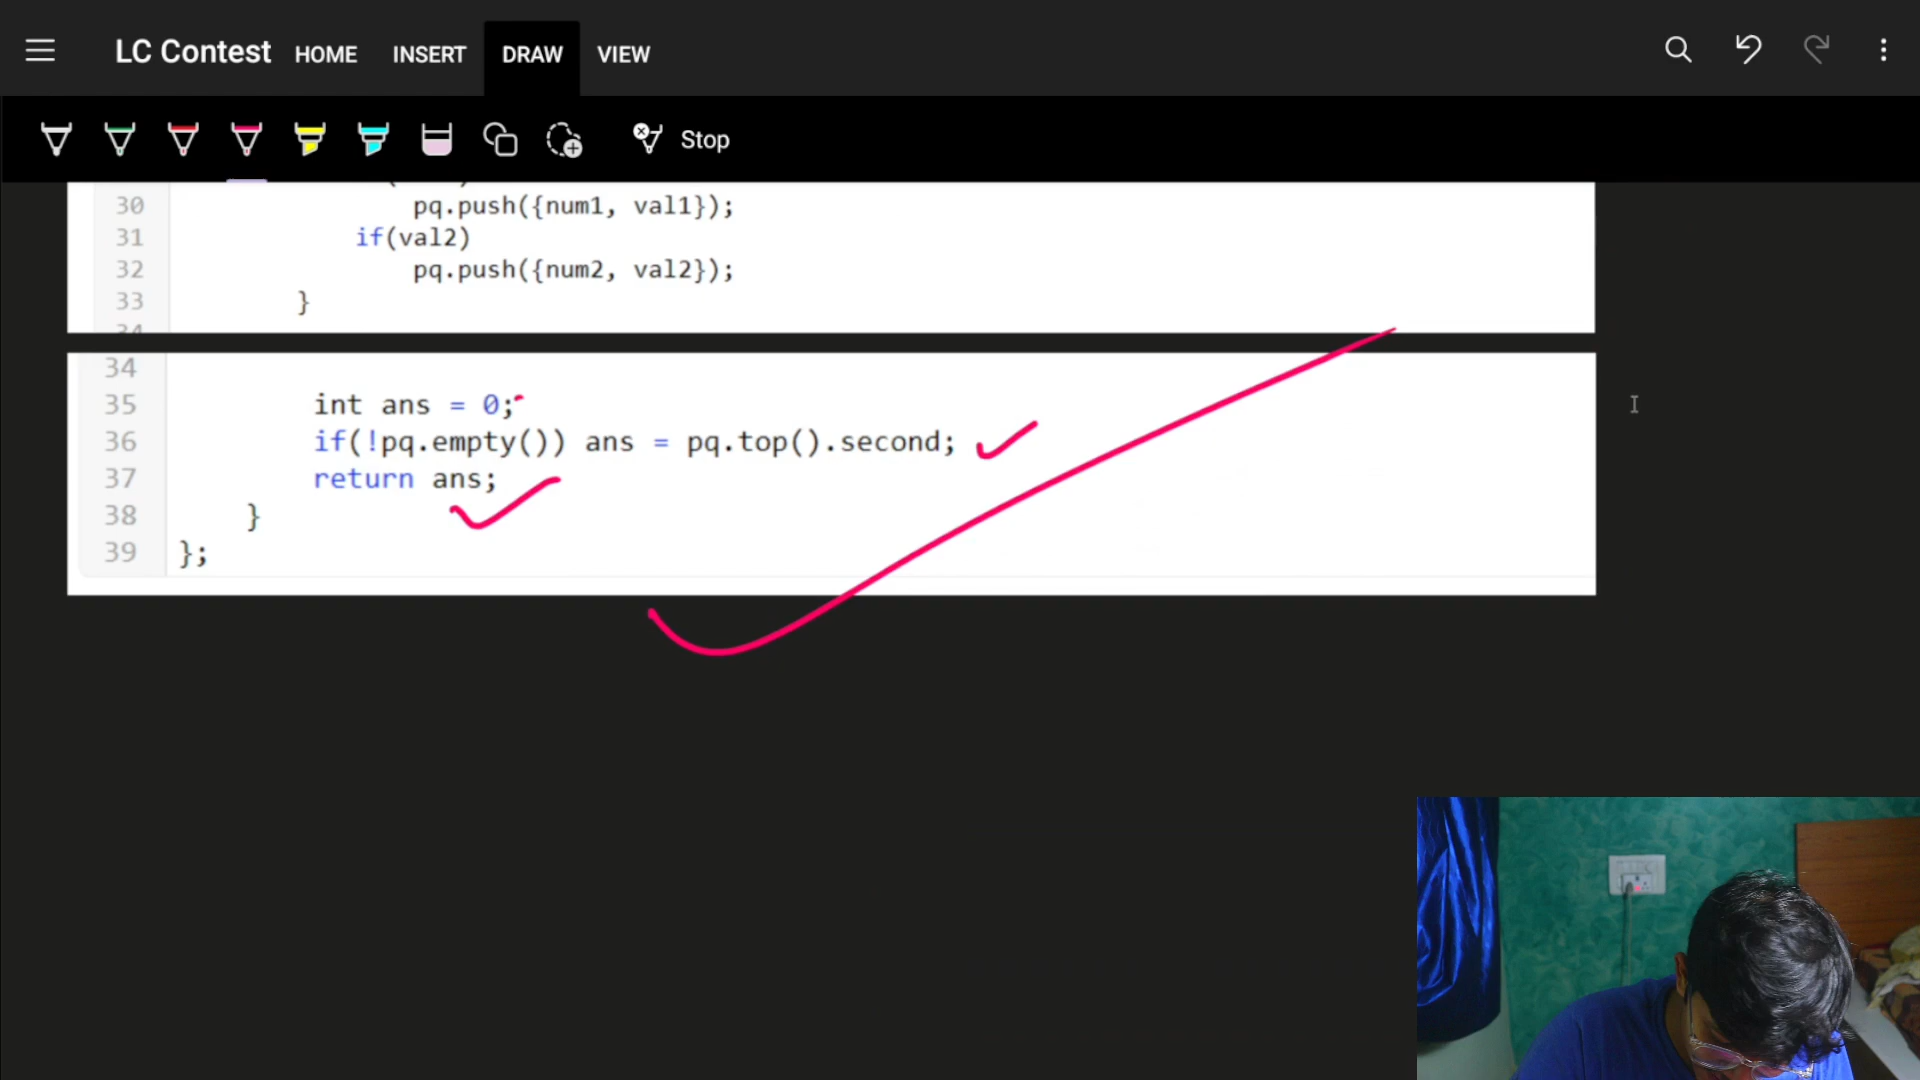 LC Contest HOME INSERT DRAW VIEW
Stop
30 pq.push({num1, val1});
31 if(val2)
32 pq.push({num2, val2});
33 }
34
34
35 int ans = 0;
36 if(!pq.empty()) ans = pq.top().second;
37 return ans;
38 }
39 };